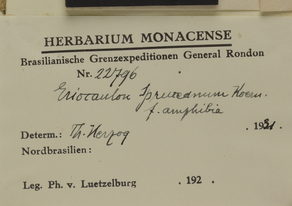 HERBARIUM MONACENSE
Brasilianische Grenzexpeditionen General Rondon
Nr. 22796
Eriocaulon Spruceanum Koern.
f. amphibia
Determ.: Th. Herzog 1931
Nordbrasilien:
Leg. Ph. v. Luetzelburg . 192 .